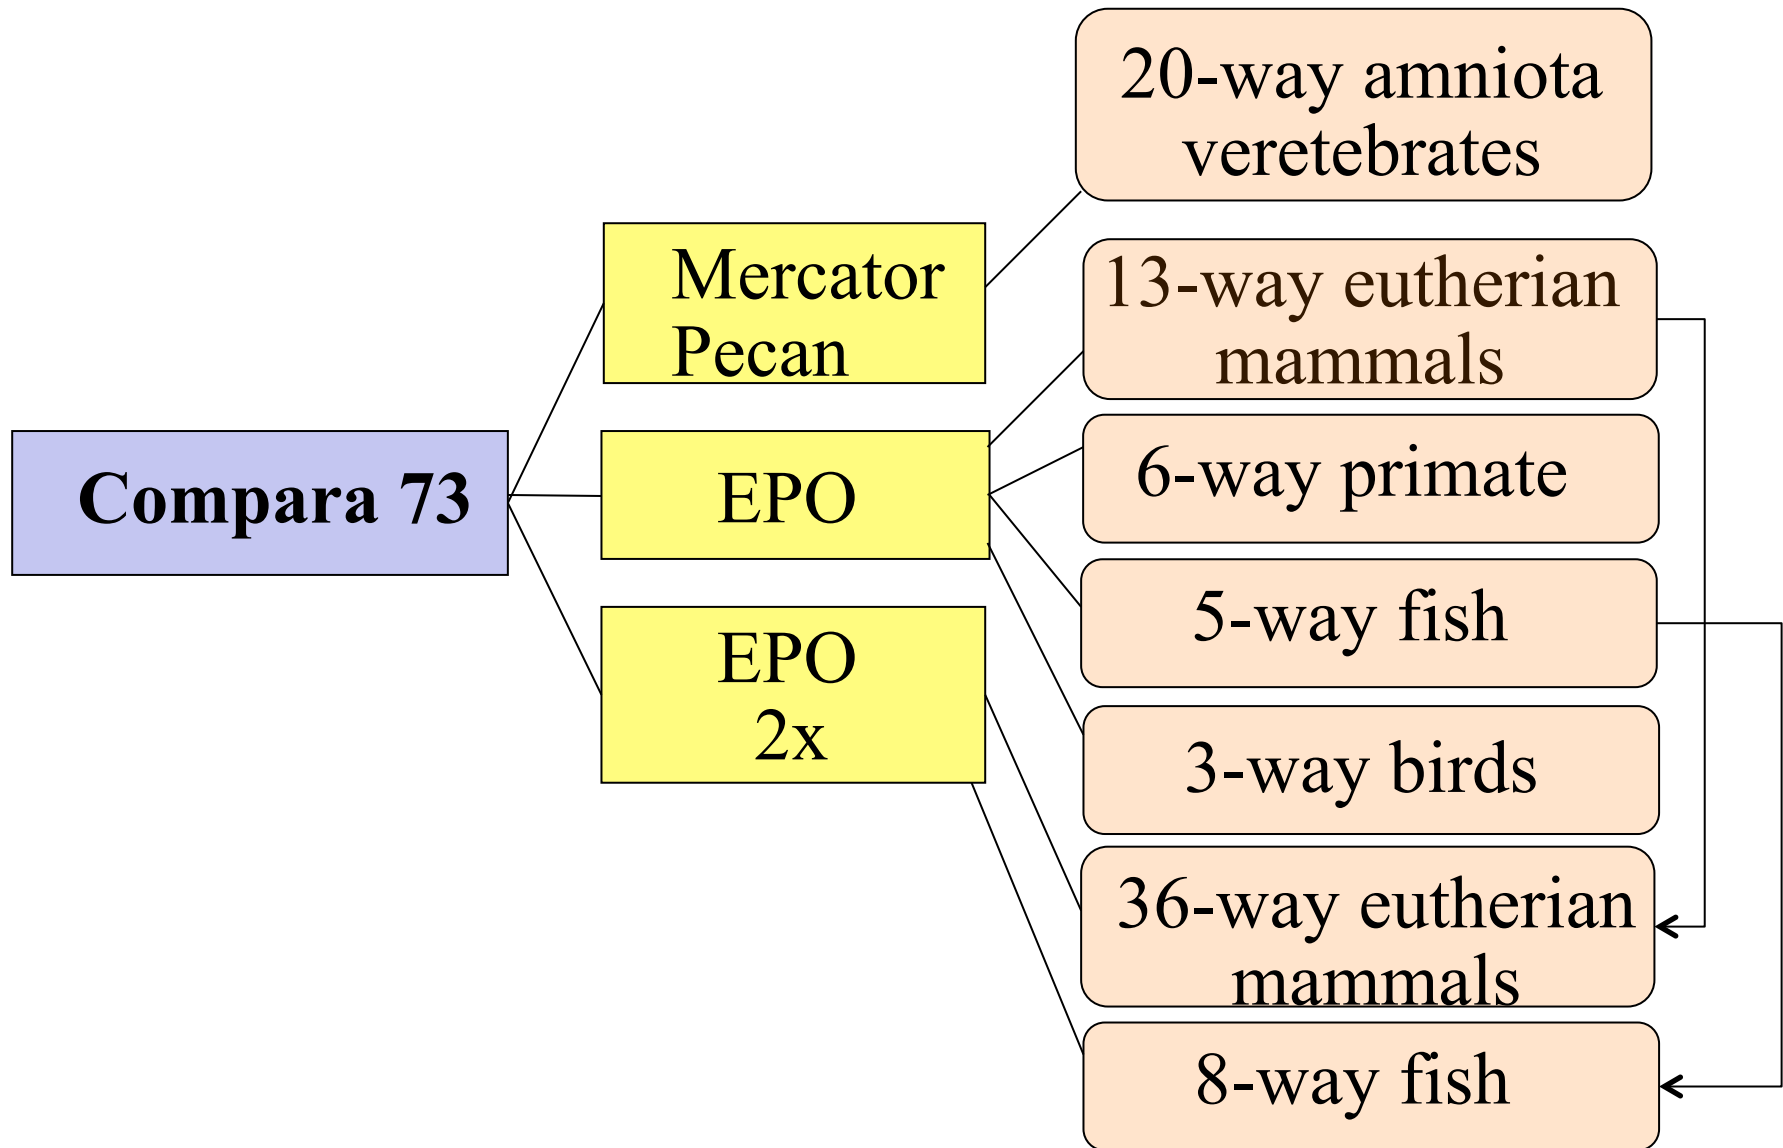 Compara 73
Mercator
Pecan
EPO
EPO
2x
20-way amniota
veretebrates
13-way eutherian
mammals
6-way primate
5-way fish
3-way birds
36-way eutherian
mammals
8-way fish